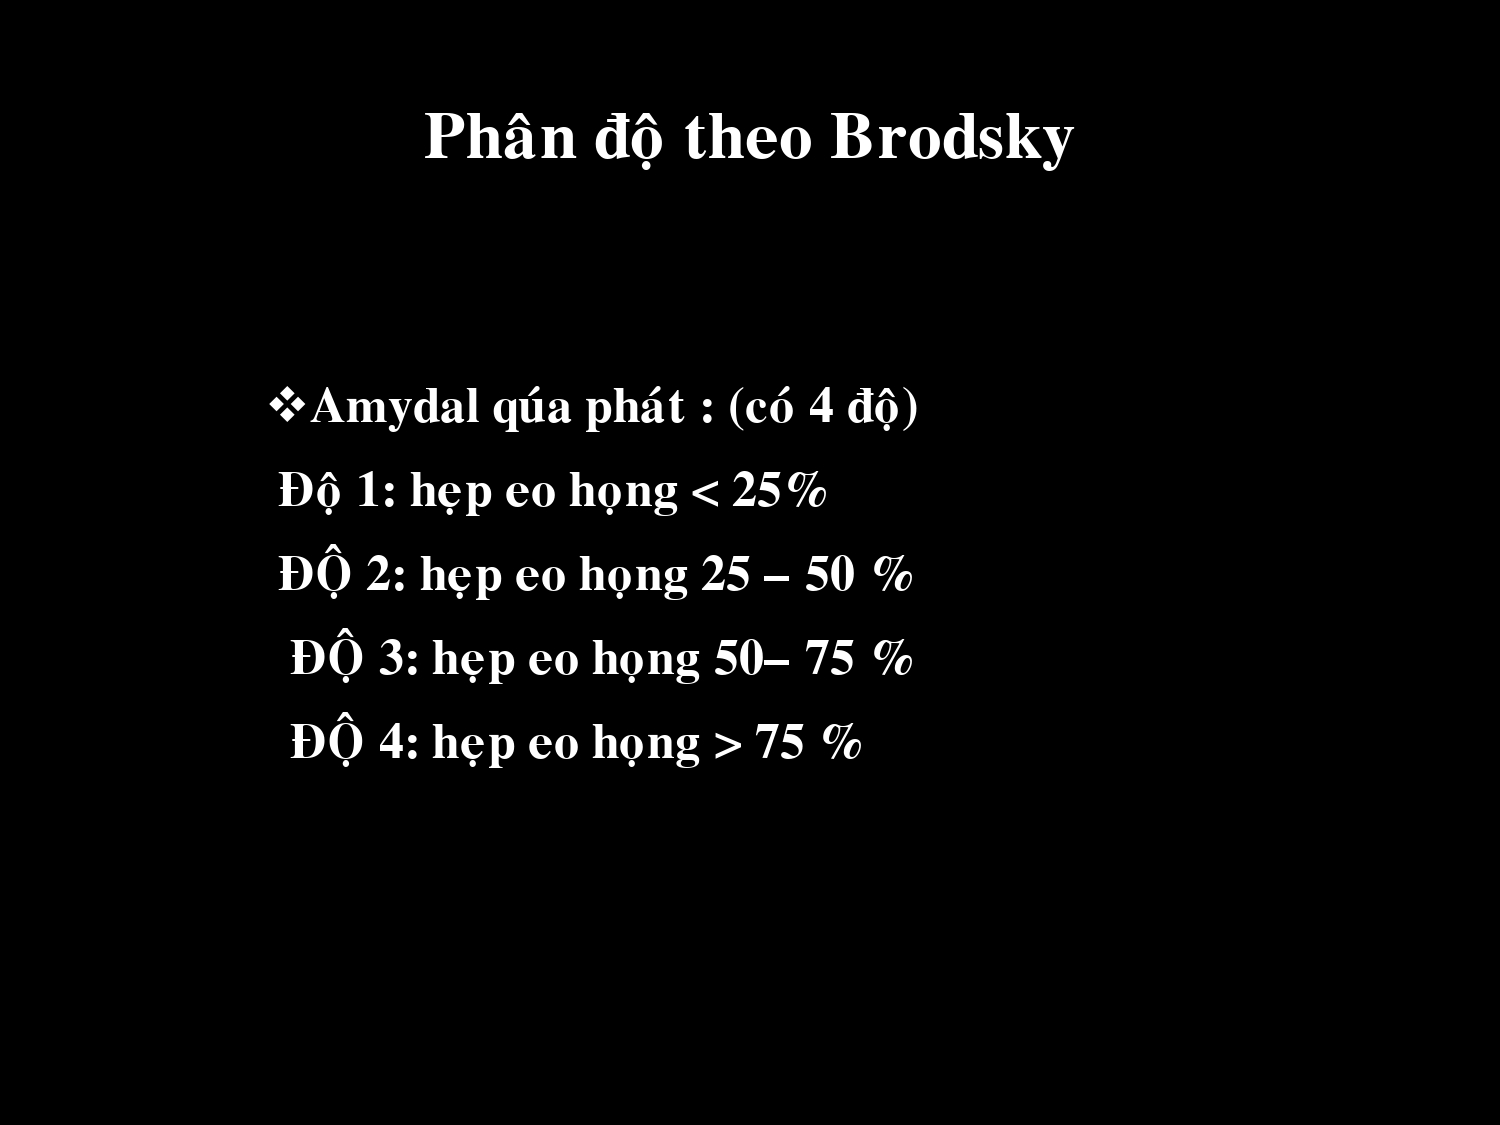 Phân độ theo Brodsky
❖Amydal qúa phát : (có 4 độ)
Độ 1: hẹp eo họng < 25%
ĐỘ 2: hẹp eo họng 25 – 50 %
ĐỘ 3: hẹp eo họng 50– 75 %
ĐỘ 4: hẹp eo họng > 75 %